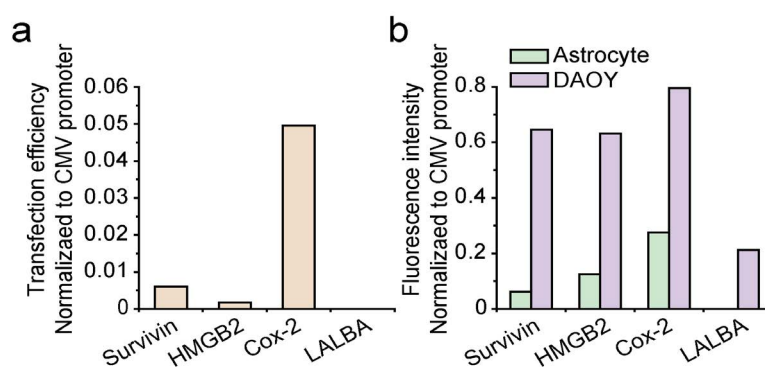 a
Transfection efficiency
Normalizaed to CMV promoter
0.06
0.05
0.04
0.03
0.02
0.01
0
Survivin
HMGB2
Cox-2
LALBA
b
Astrocyte
DAOY
Fluorescence intensity
Normalizaed to CMV promoter
0.8
0.6
0.4
0.2
0
Survivin
HMGB2
Cox-2
LALBA